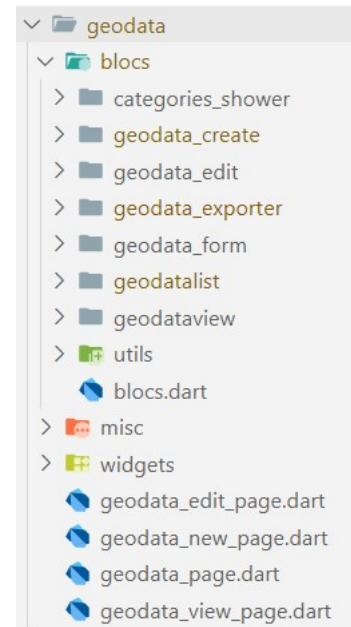 geodata
blocs
categories_shower
geodata_create
geodata_edit
geodata_exporter
geodata_form
geodatalist
geodataview
utils
blocs.dart
misc
widgets
geodata_edit_page.dart
geodata_new_page.dart
geodata_page.dart
geodata_view_page.dart